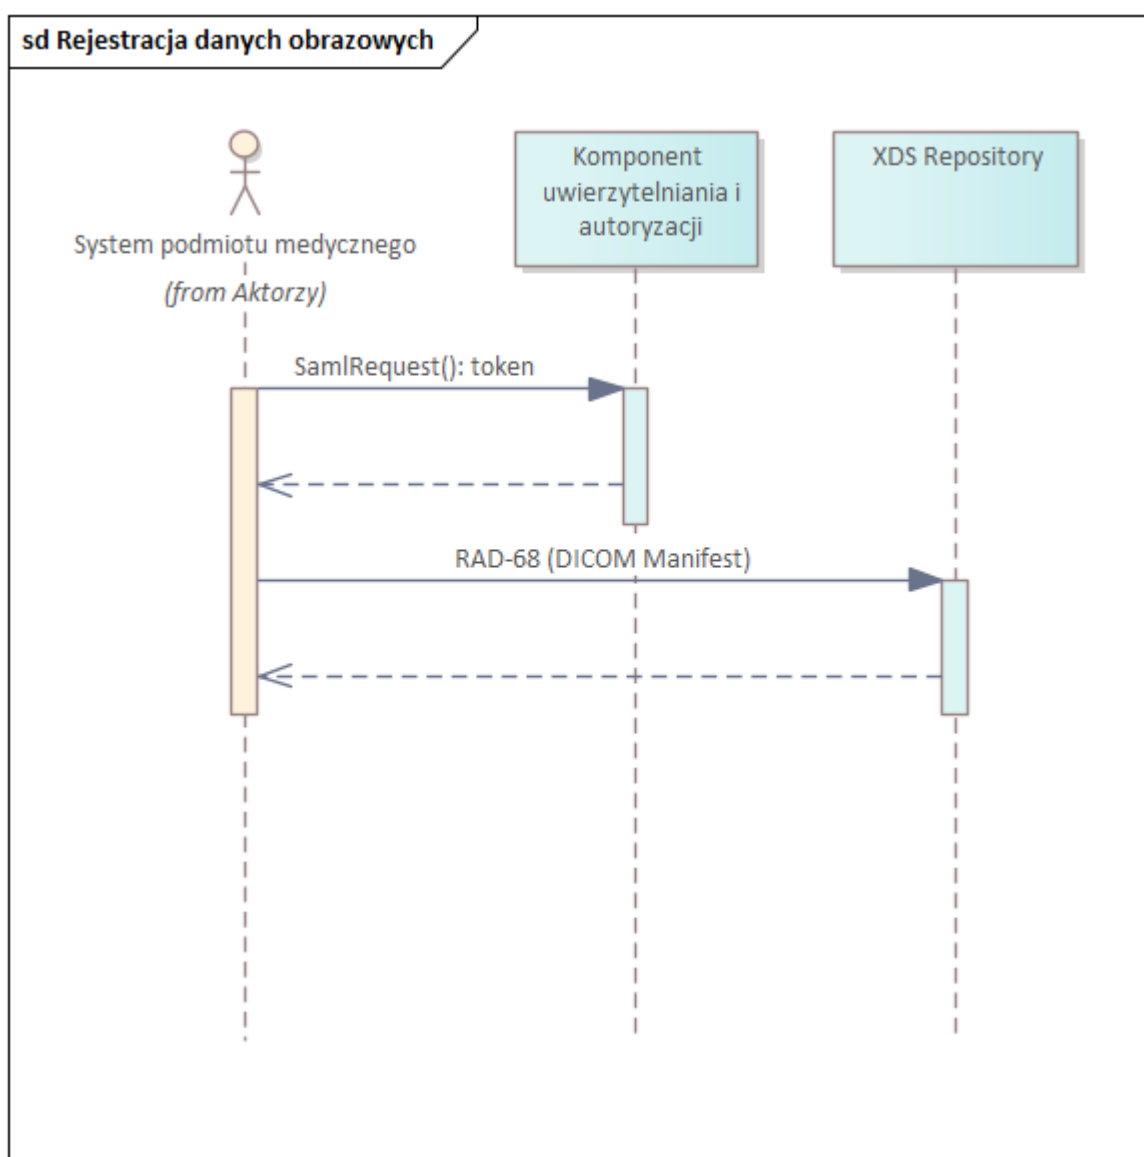 sd Rejestracja danych obrazowych
System podmiotu medycznego
(from Aktorzy)
Komponent
uwierzytelniania i
autoryzacji
XDS Repository
SamlRequest(): token
RAD-68 (DICOM Manifest)